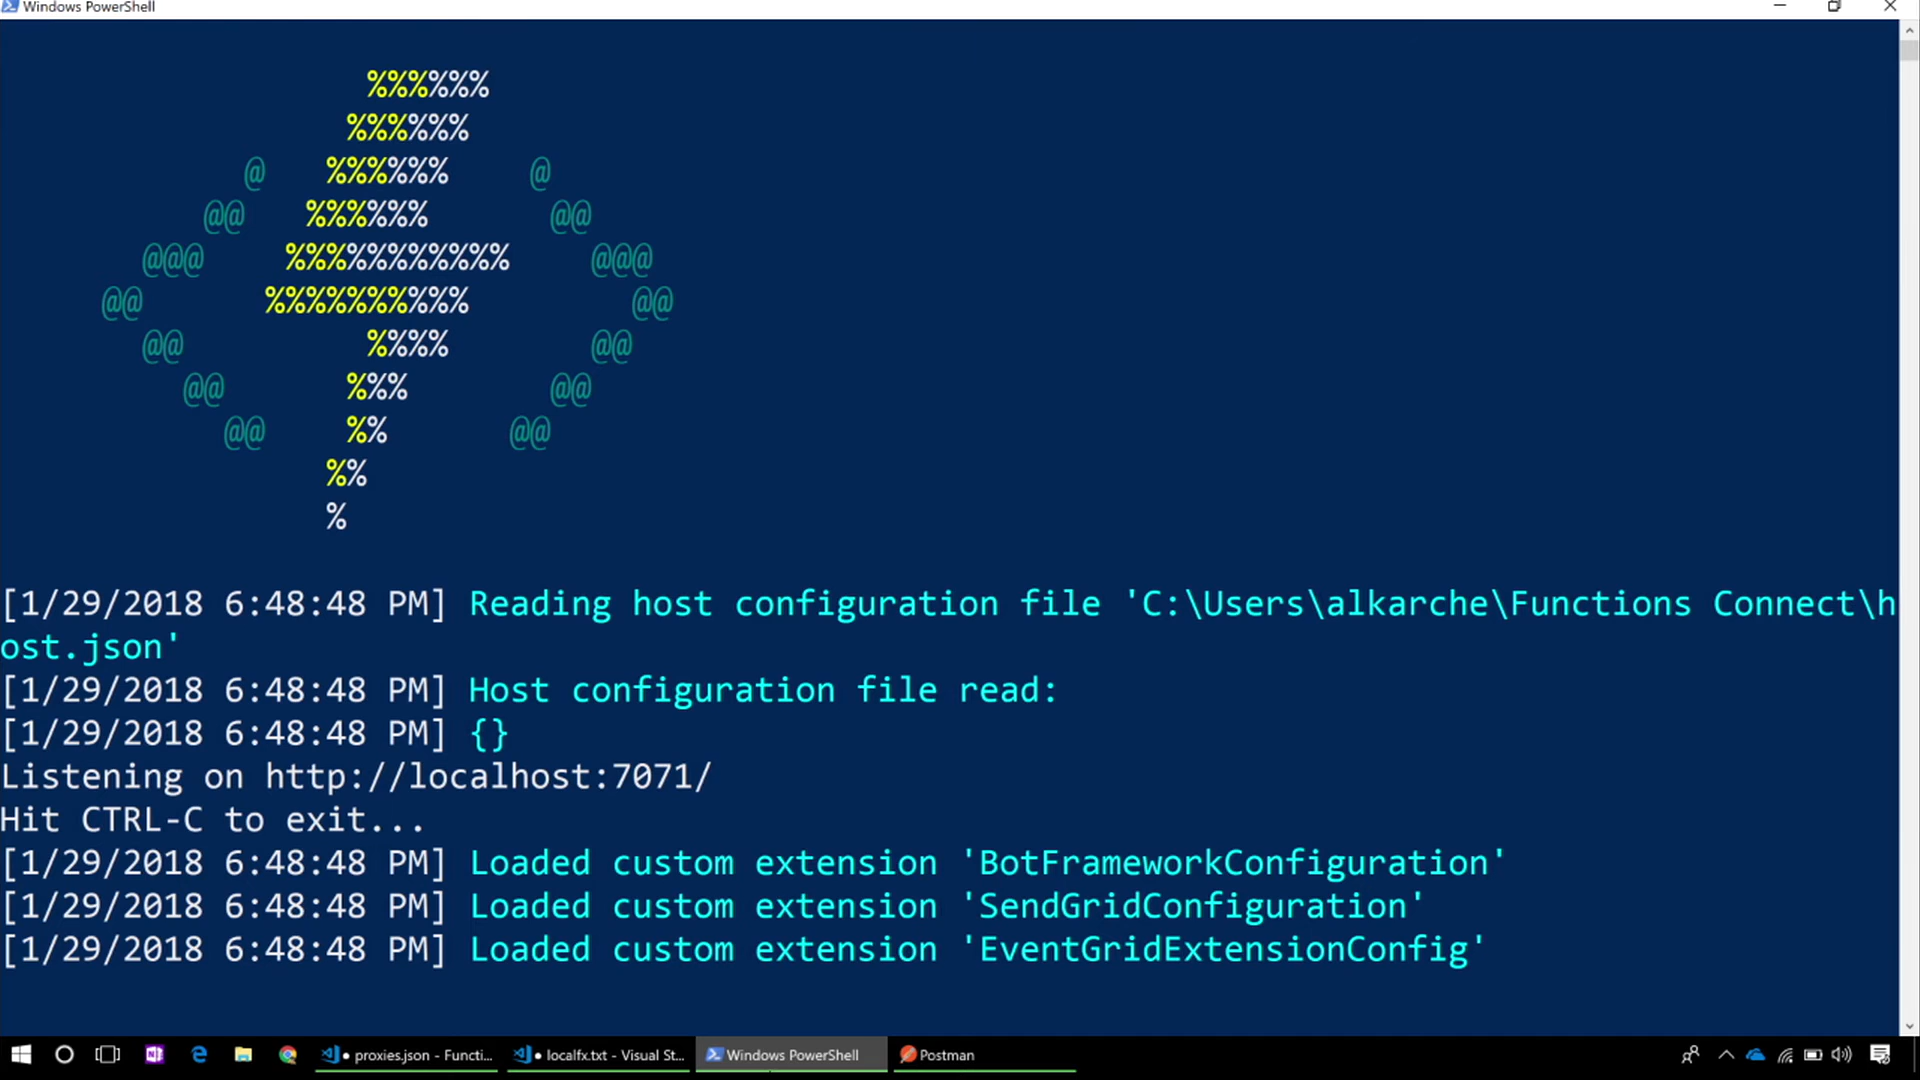 Windows PowerShell
%%%%%%
%%%%%%
@ %%%%%% @
@@ %%%%%% @@
@@@ %%%%%%%%%%% @@@
@@ %%%%%%%%%% @@
@@ %%%% @@
@@ %%% @@
@@ %% @@
%%
%
[1/29/2018 6:48:48 PM] Reading host configuration file 'C:\Users\alkarche\Functions Connect\h
ost.json'
[1/29/2018 6:48:48 PM] Host configuration file read:
[1/29/2018 6:48:48 PM] {}
Listening on http://localhost:7071/
Hit CTRL-C to exit...
[1/29/2018 6:48:48 PM] Loaded custom extension 'BotFrameworkConfiguration'
[1/29/2018 6:48:48 PM] Loaded custom extension 'SendGridConfiguration'
[1/29/2018 6:48:48 PM] Loaded custom extension 'EventGridExtensionConfig'
● proxies.json - Functi... ● localfx.txt - Visual St... Windows PowerShell Postman